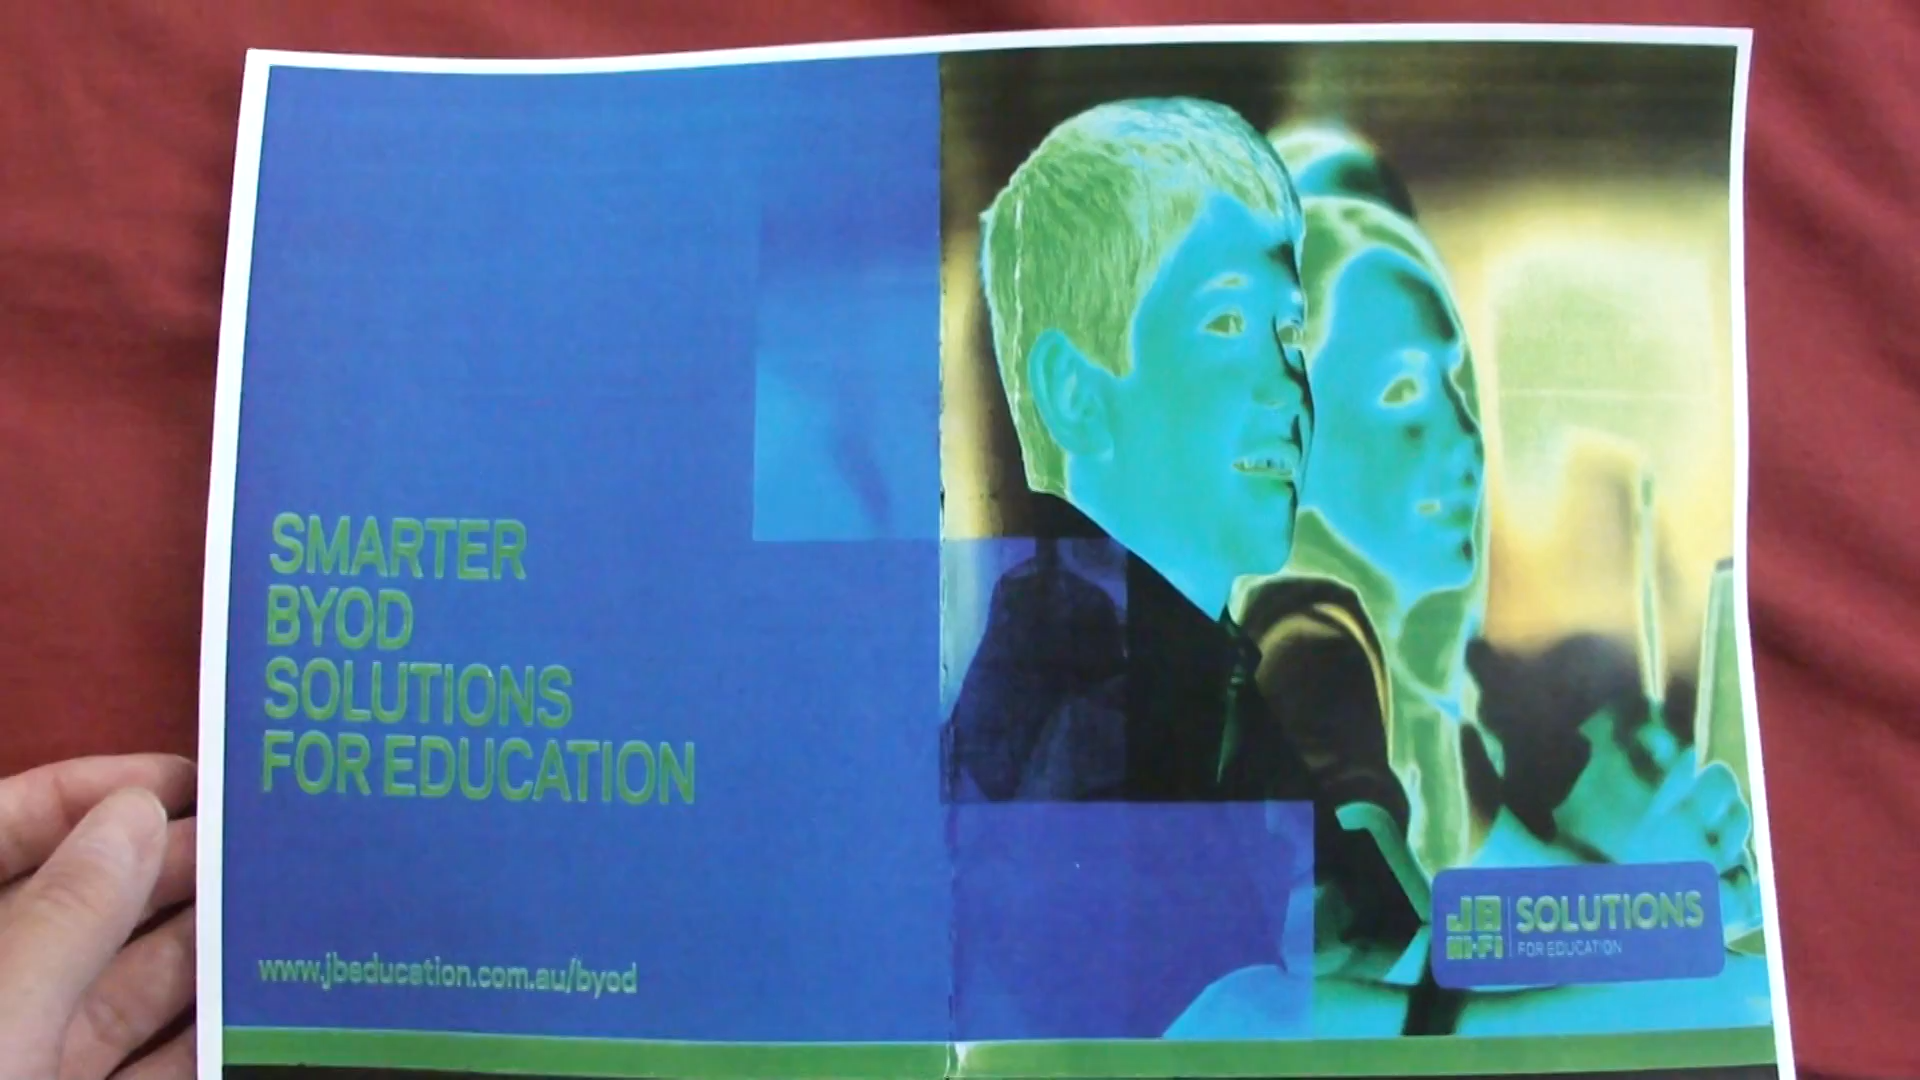 SMARTER
BYOD
SOLUTIONS
FOR EDUCATION
www.jbeducation.com.au/byod
JB
HI-FI
SOLUTIONS
FOR EDUCATION